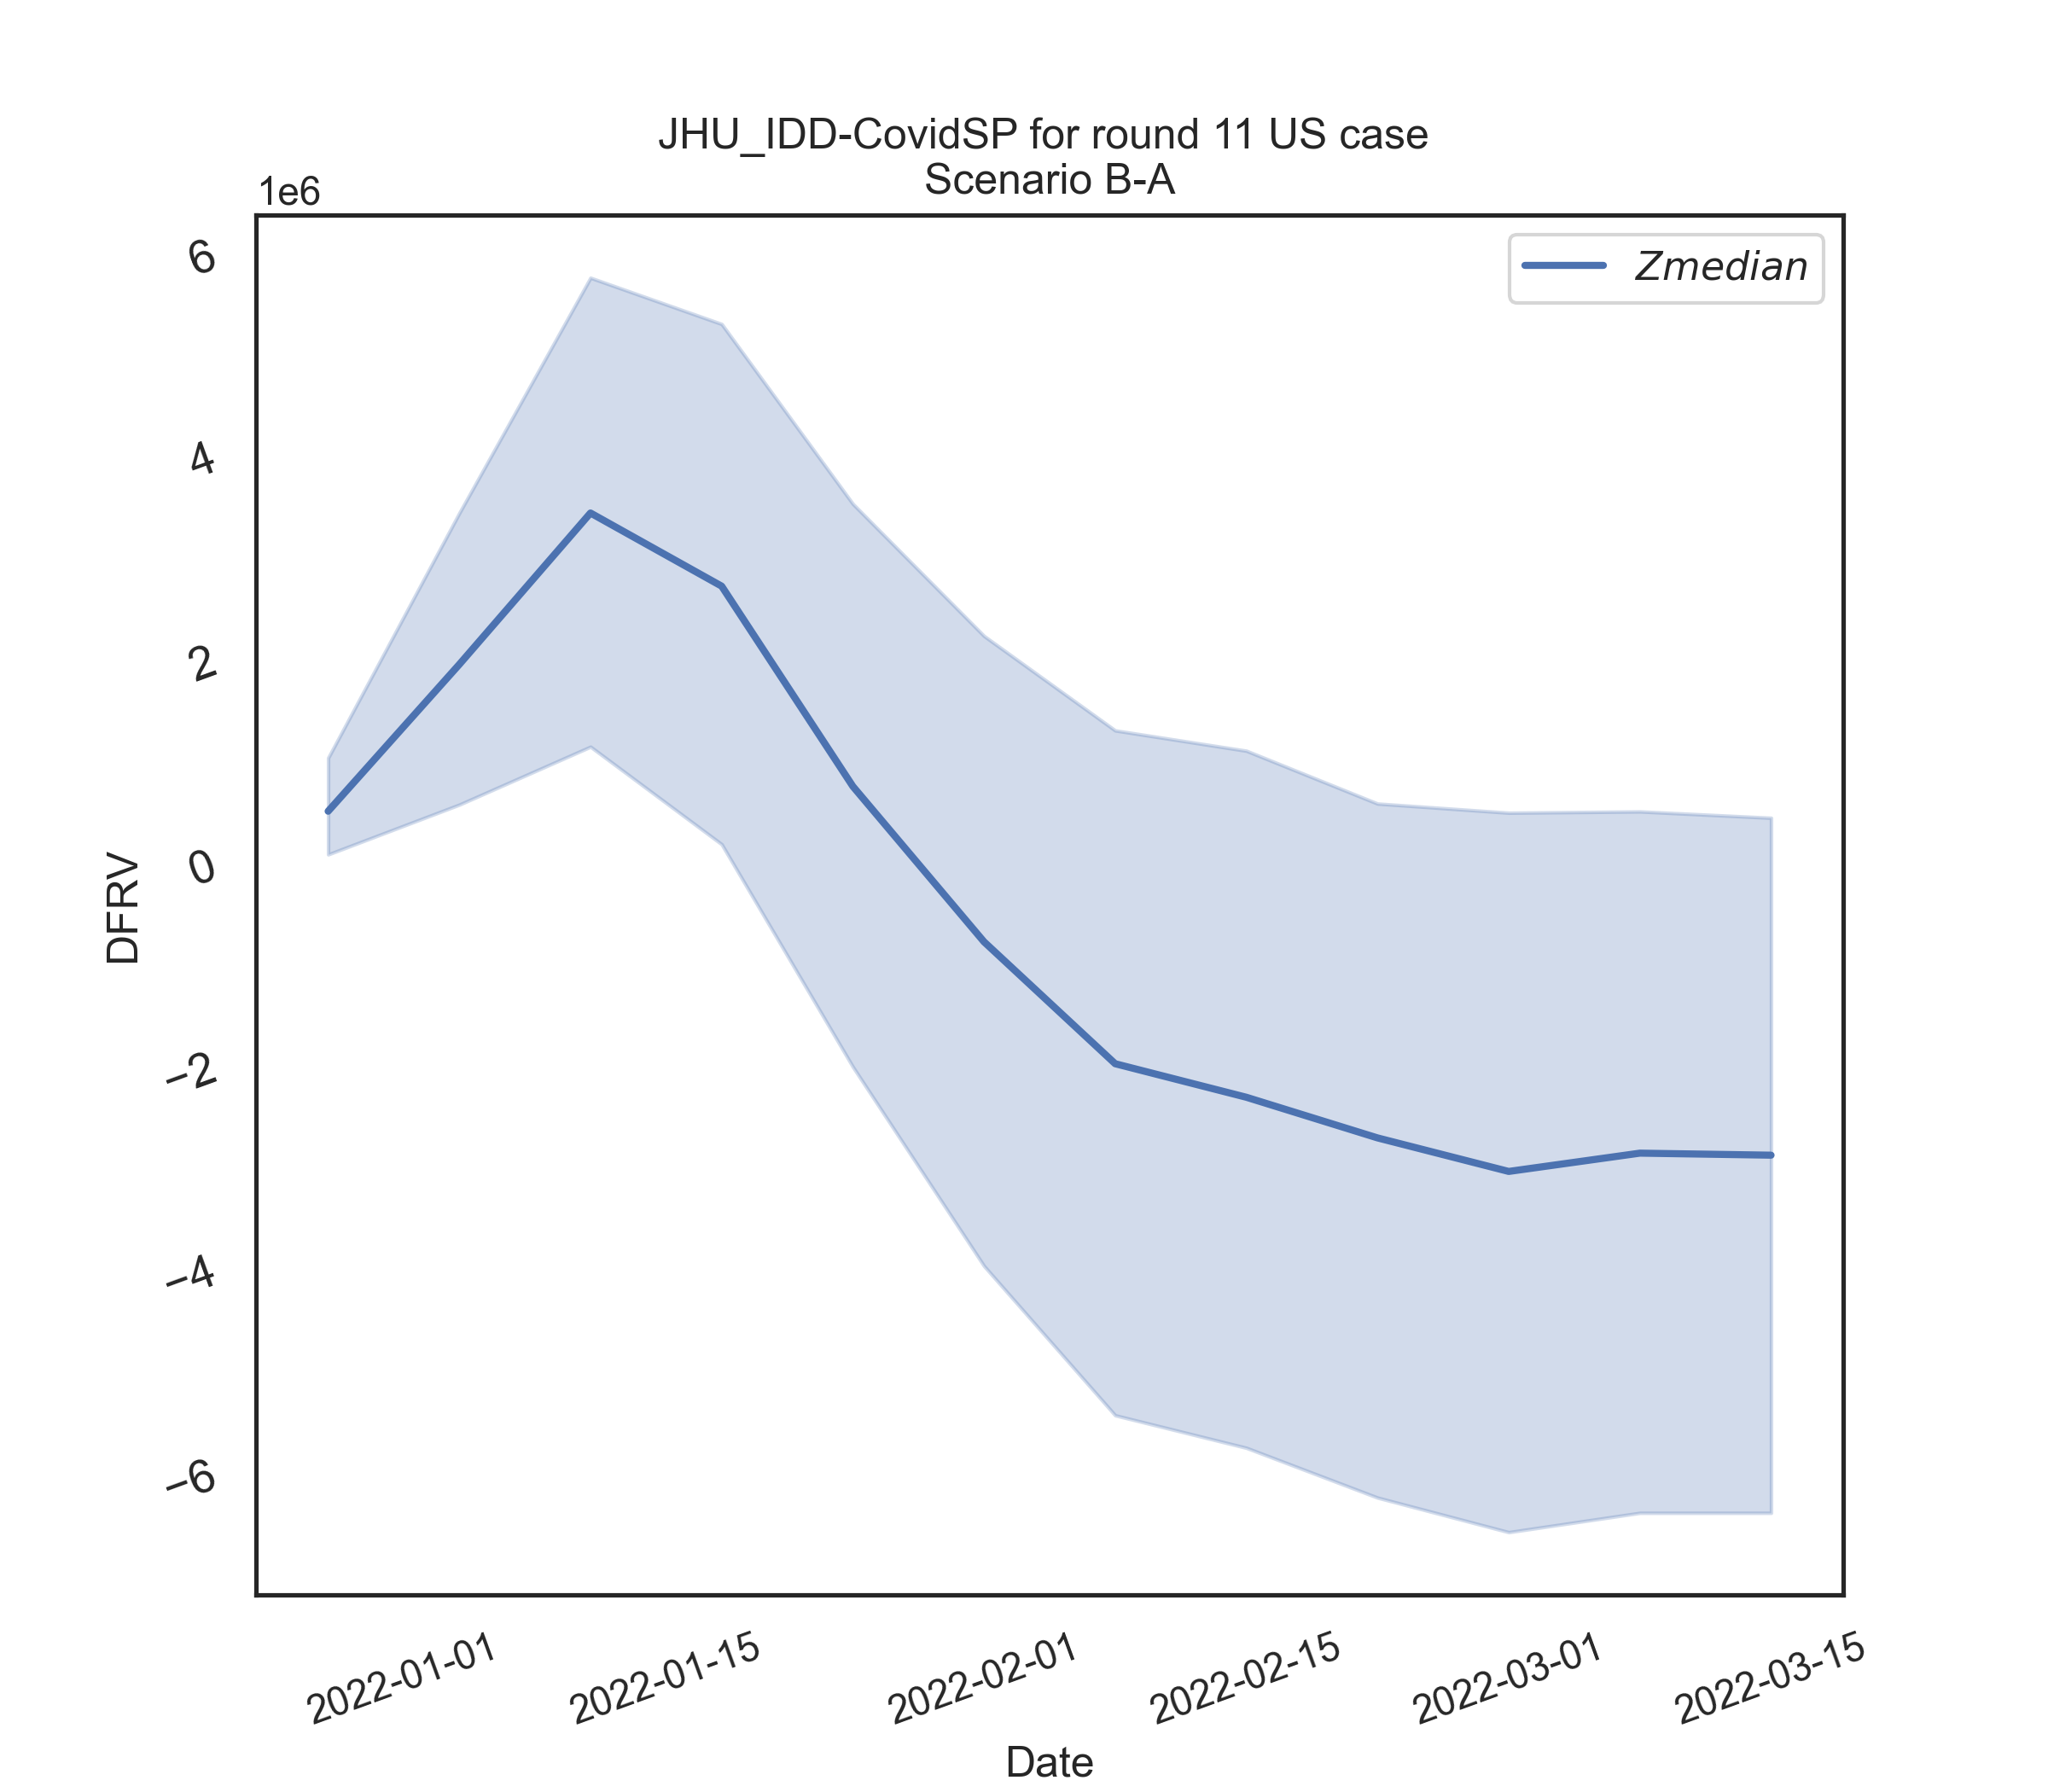 JHU_IDD-CovidSP for round 11 US case
Scenario B-A
1e6
Zmedian
6
4
2
0
−2
−4
−6
DFRV
2022-01-01
2022-01-15
2022-02-01
2022-02-15
2022-03-01
2022-03-15
Date